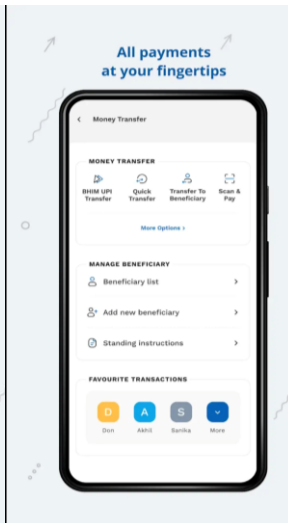 All payments
at your fingertips
Money Transfer
MONEY TRANSFER
BHIM UPI Transfer
Quick Transfer
Transfer To Beneficiary
Scan & Pay
More Options >
MANAGE BENEFICIARY
Beneficiary list
Add new beneficiary
Standing instructions
FAVOURITE TRANSACTIONS
D A S
Don Akhil Sarika More